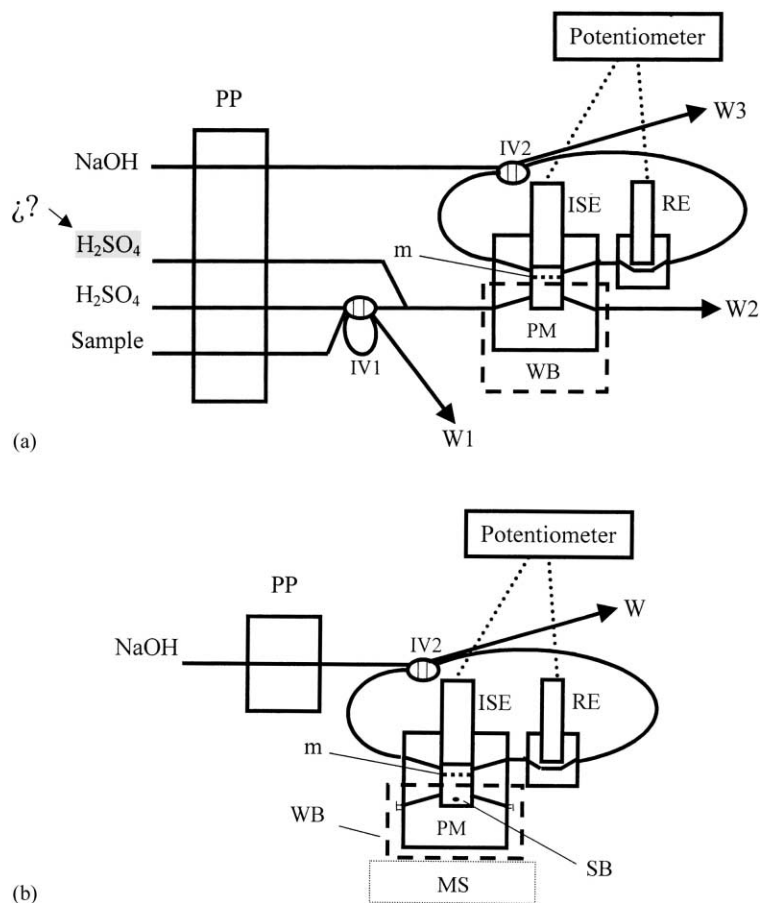 Potentiometer
PP
W3
IV2
NaOH
¿?
ISE
RE
H₂SO₄
m
H₂SO₄
W2
Sample
PM
IV1
WB
W1
(a)
Potentiometer
PP
W
IV2
NaOH
ISE
RE
m
WB
PM
SB
MS
(b)